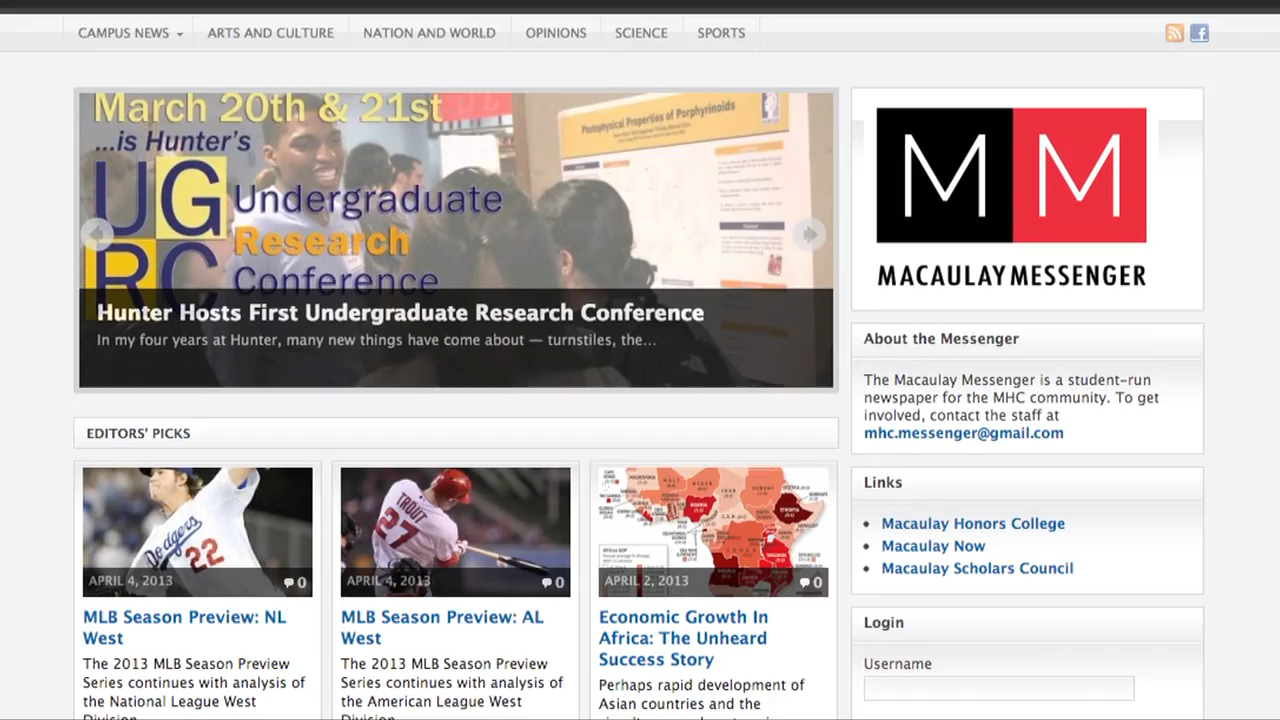 CAMPUS NEWS
ARTS AND CULTURE
NATION AND WORLD
OPINIONS
SCIENCE
SPORTS
March 20th & 21st
...is Hunter's
UG
RC
Undergraduate
Research
Conference
Photophysical Properties of Porphyrinoids
Hunter Hosts First Undergraduate Research Conference
In my four years at Hunter, many new things have come about — turnstiles, the...
MM
MACAULAYMESSENGER
About the Messenger
The Macaulay Messenger is a student-run
newspaper for the MHC community. To get
involved, contact the staff at
mhc.messenger@gmail.com
Links
Macaulay Honors College
Macaulay Now
Macaulay Scholars Council
Login
Username
EDITORS' PICKS
Dodgers
22
APRIL 4, 2013
0
MLB Season Preview: NL
West
The 2013 MLB Season Preview
Series continues with analysis of
the National League West
Division
TROUT
27
APRIL 4, 2013
0
MLB Season Preview: AL
West
The 2013 MLB Season Preview
Series continues with analysis of
the American League West
Division
APRIL 2, 2013
0
Economic Growth In
Africa: The Unheard
Success Story
Perhaps rapid development of
Asian countries and the